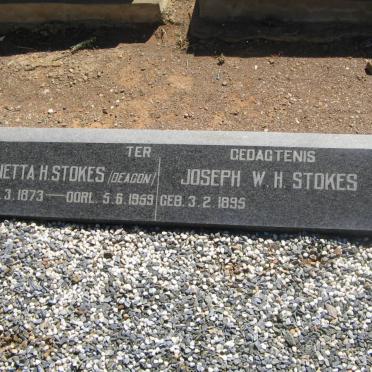 TER GEDAGTENIS
NETTA H. STOKES (DEACON) JOSEPH W. H. STOKES
3. 1873 — OORL. 5. 6. 1959 GEB. 3. 2. 1895